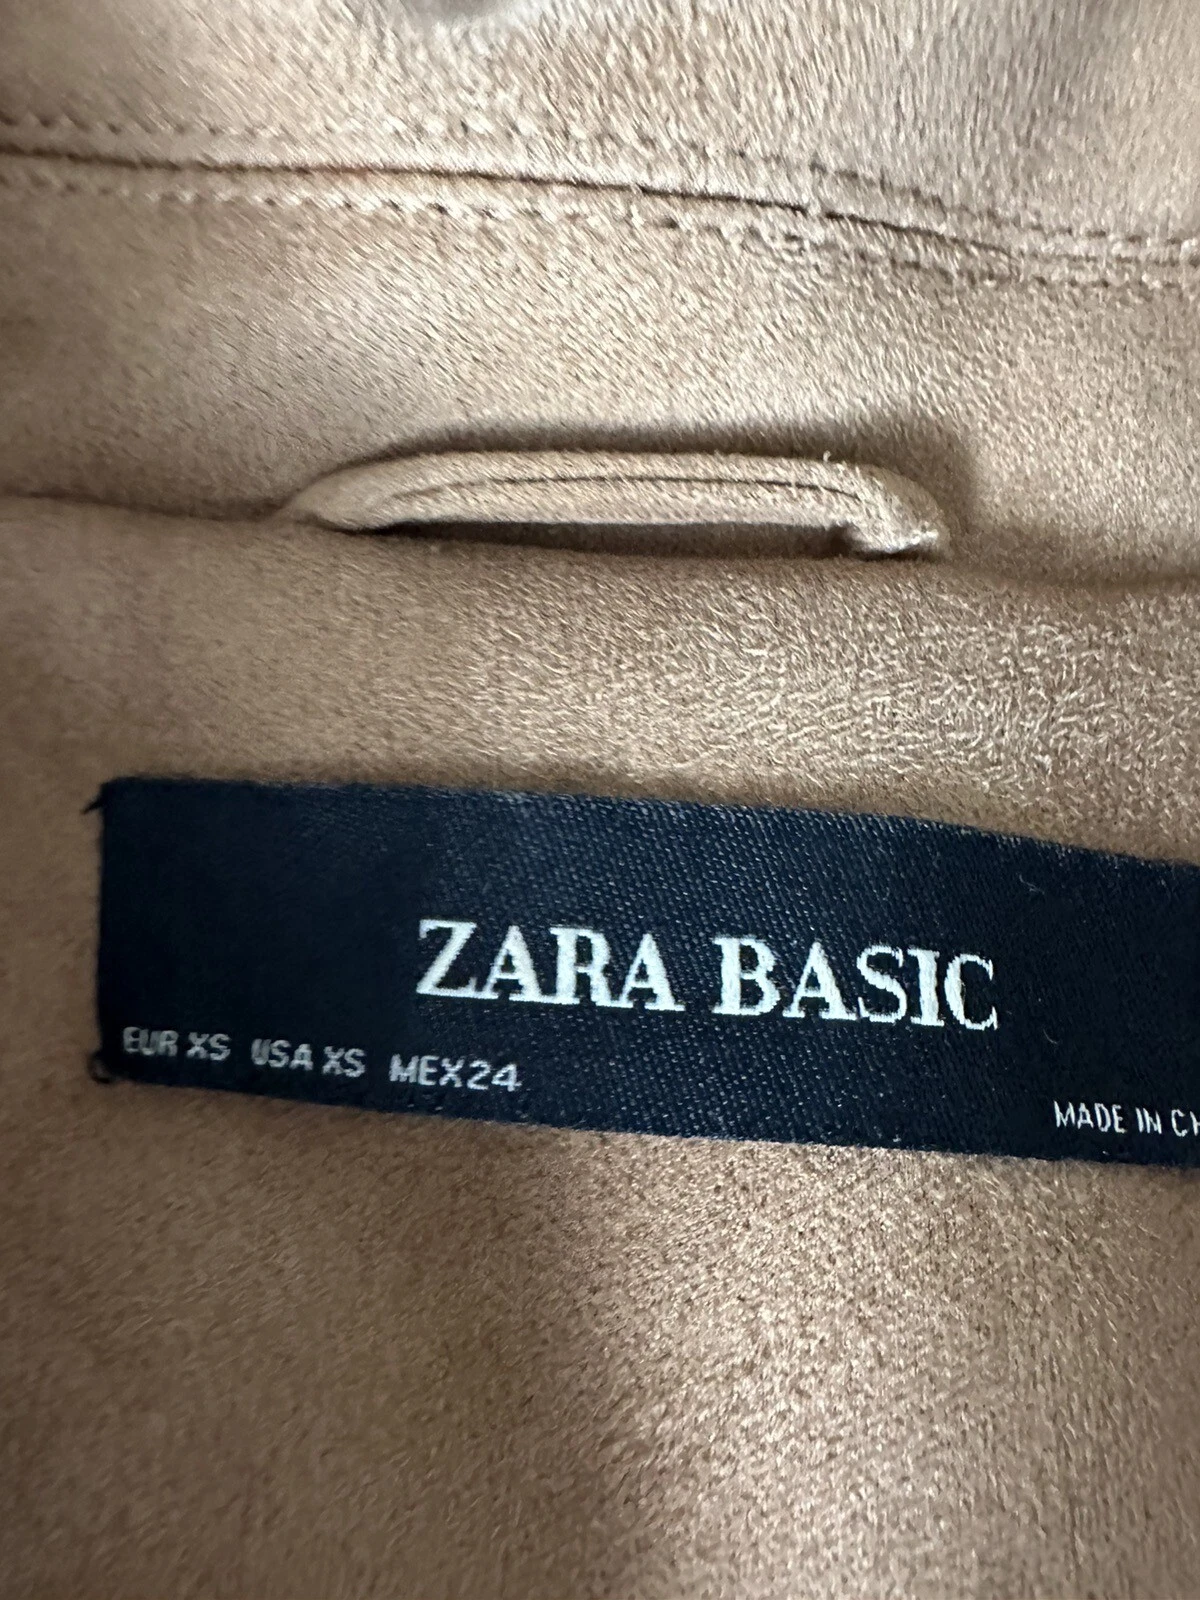 ZARA BASIC
EUR XS USA XS MEX24
MADE IN